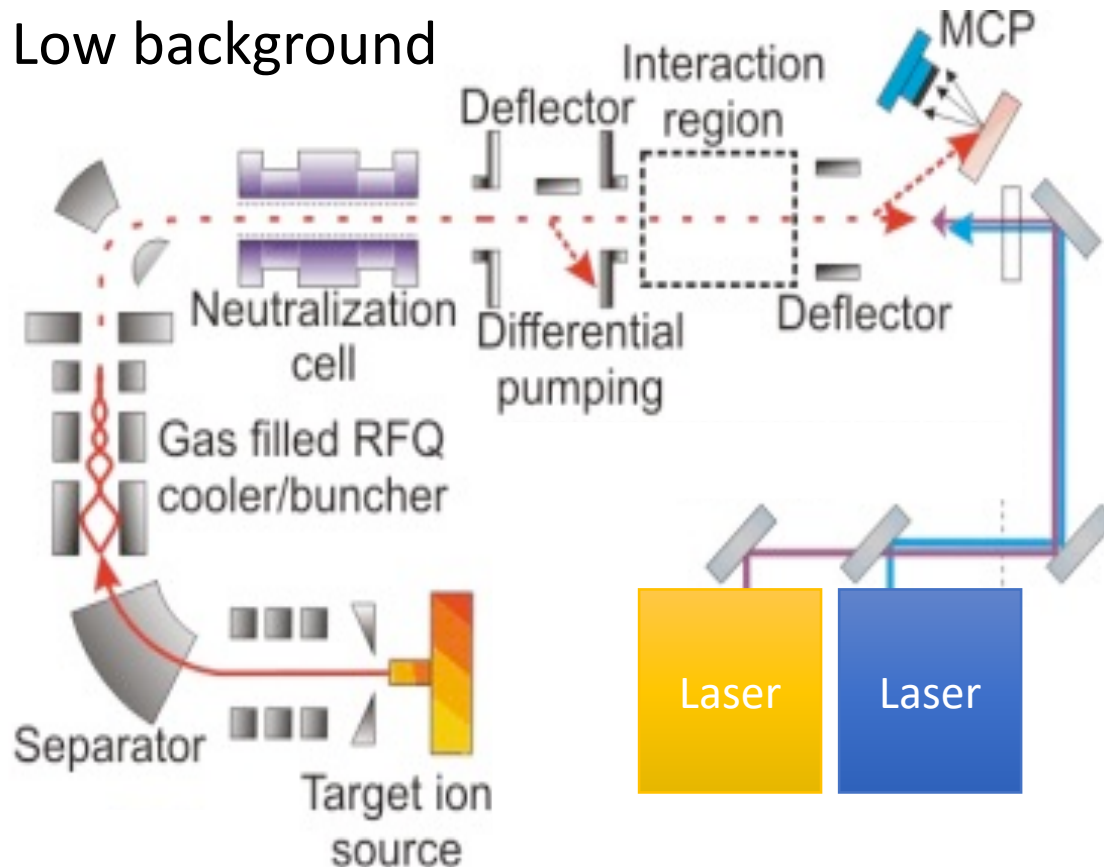 Low background
MCP
Interaction
region
Deflector
Neutralization
cell
Differential
pumping
Deflector
Gas filled RFQ
cooler/buncher
Separator
Target ion
source
Laser
Laser